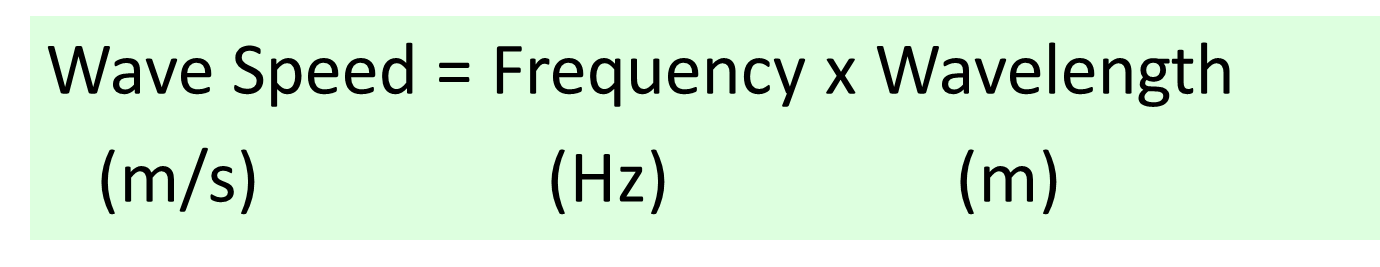 Wave Speed = Frequency x Wavelength
(m/s) (Hz) (m)